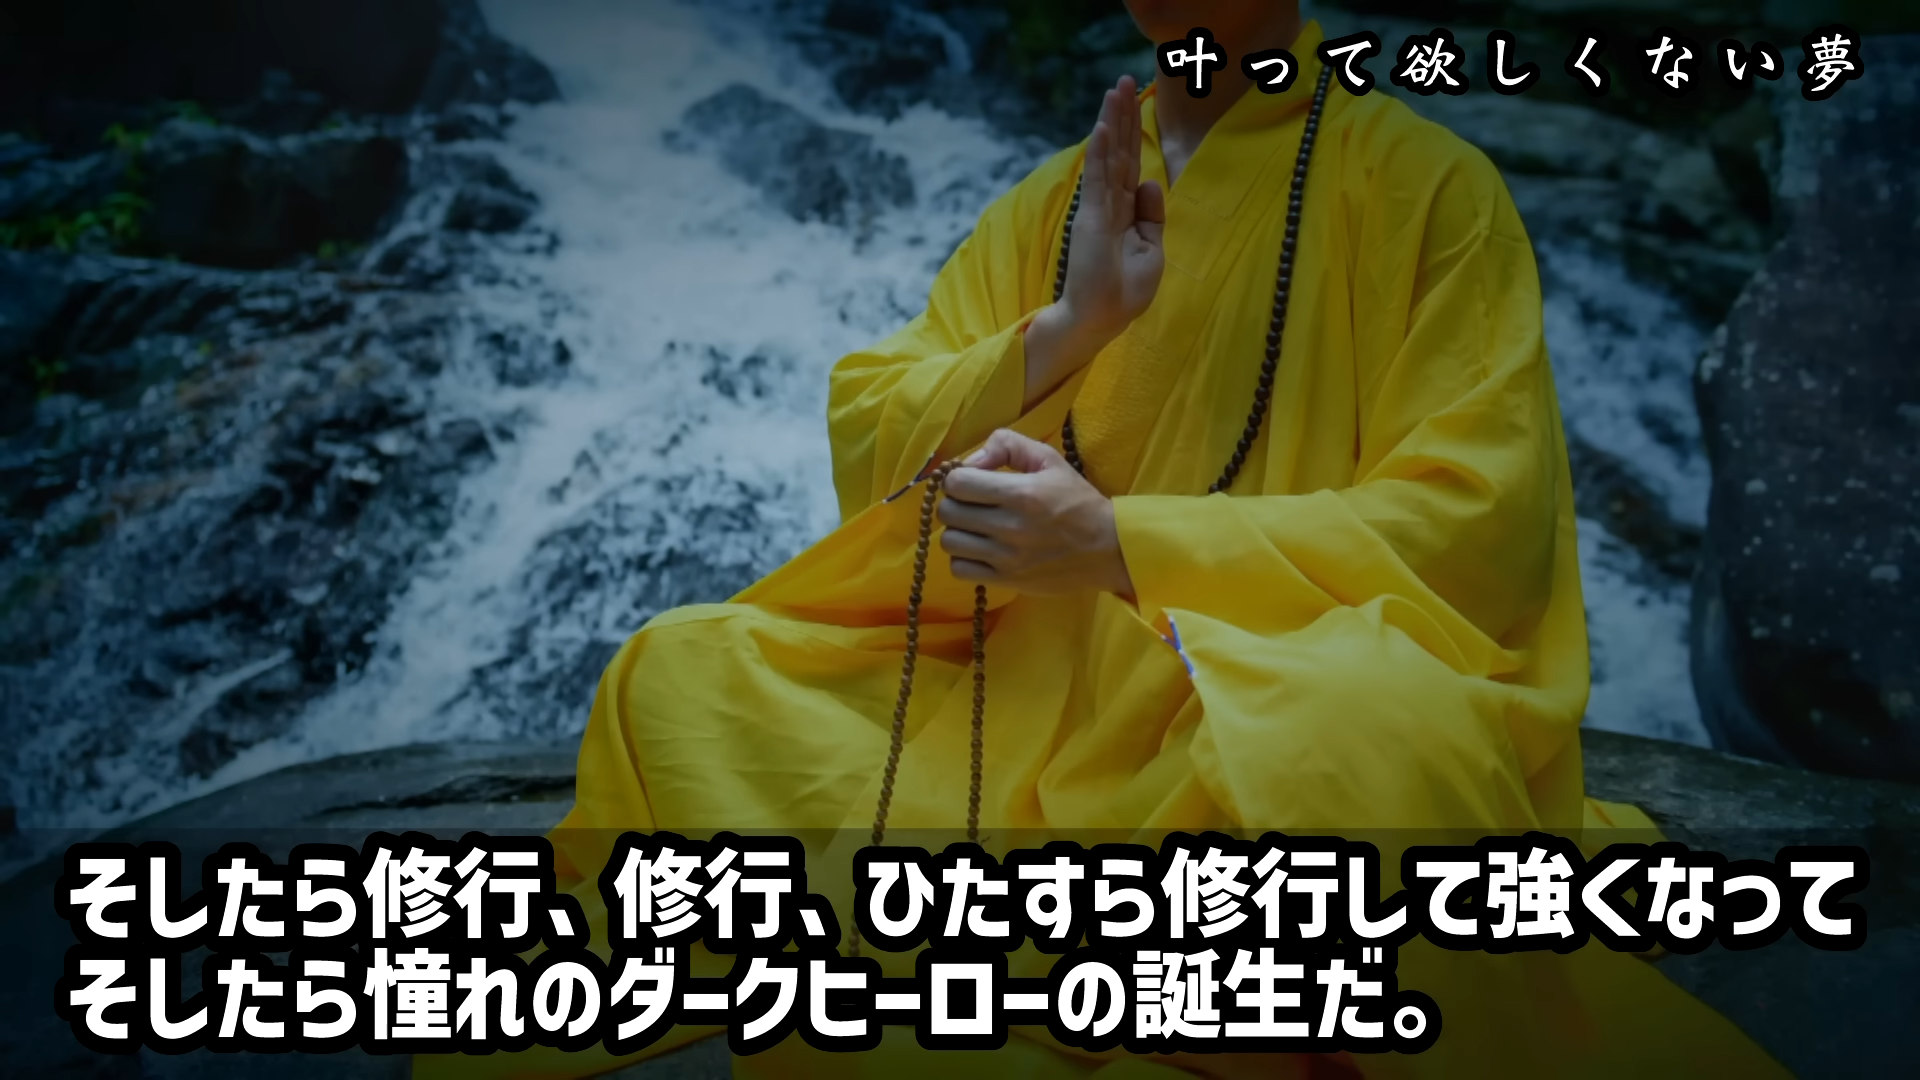 叶って欲しくない夢
そしたら修行、修行、ひたすら修行して強くなって
そしたら憧れのダークヒーローの誕生だ。